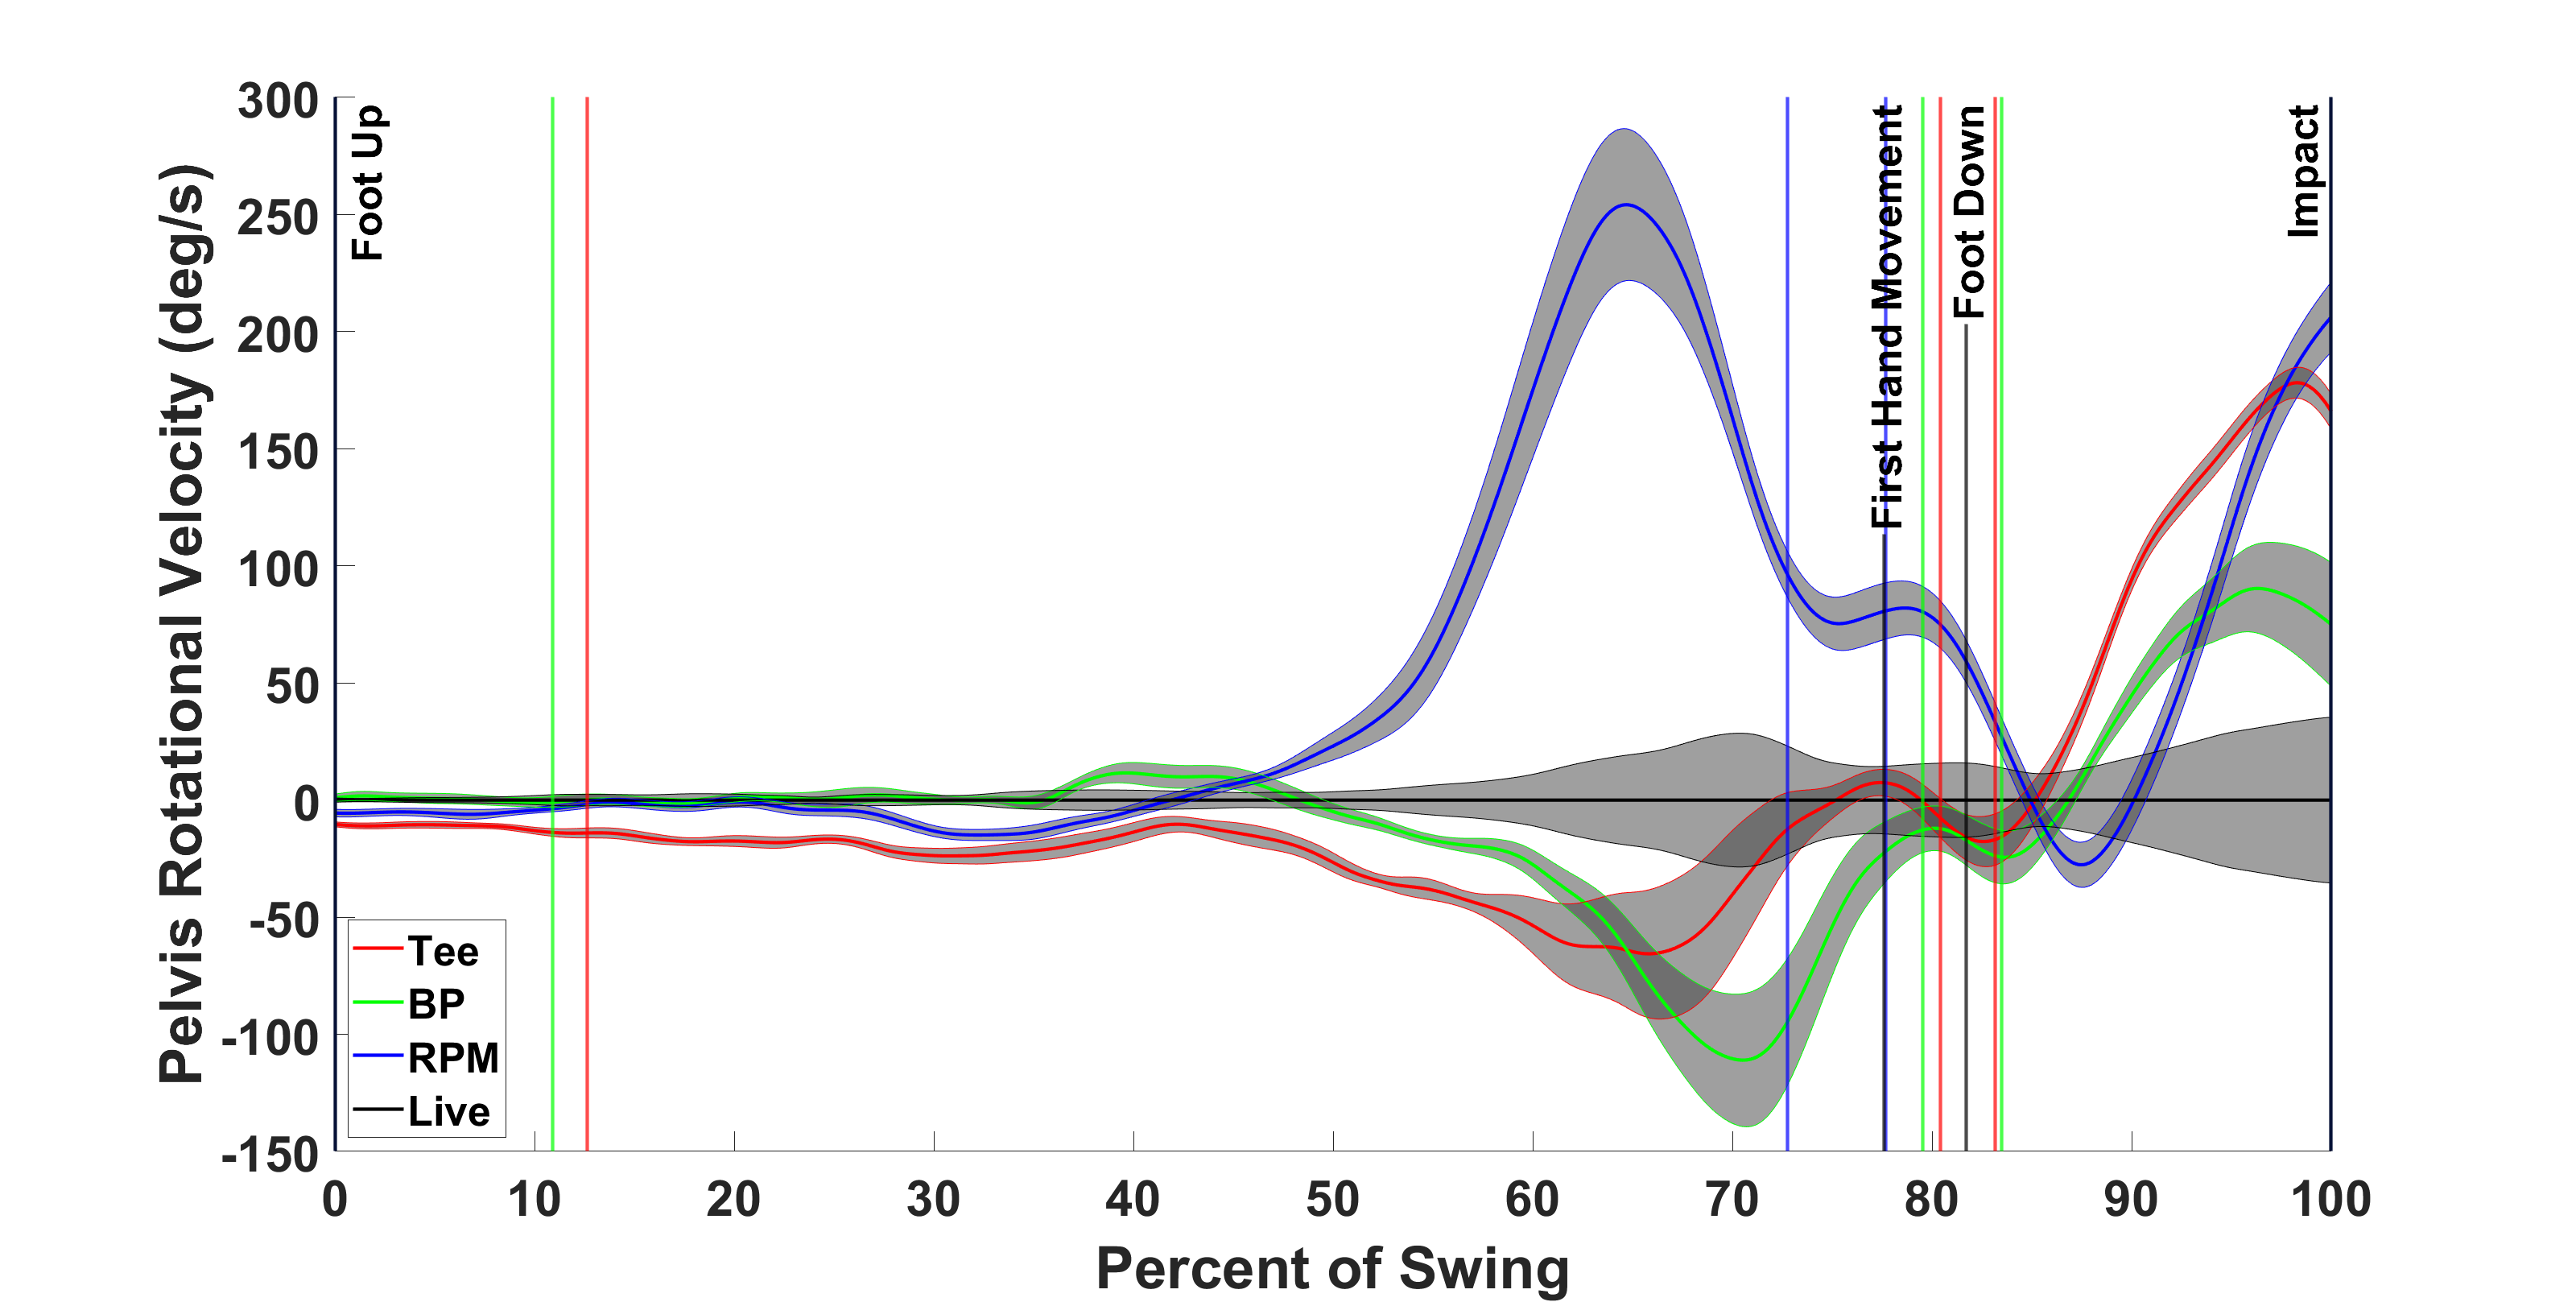 Pelvis Rotational Velocity (deg/s)
300
250
200
150
100
50
0
-50
-100
-150
Foot Up
First Hand Movement
Foot Down
Impact
Tee
BP
RPM
Live
0 10 20 30 40 50 60 70 80 90 100
Percent of Swing